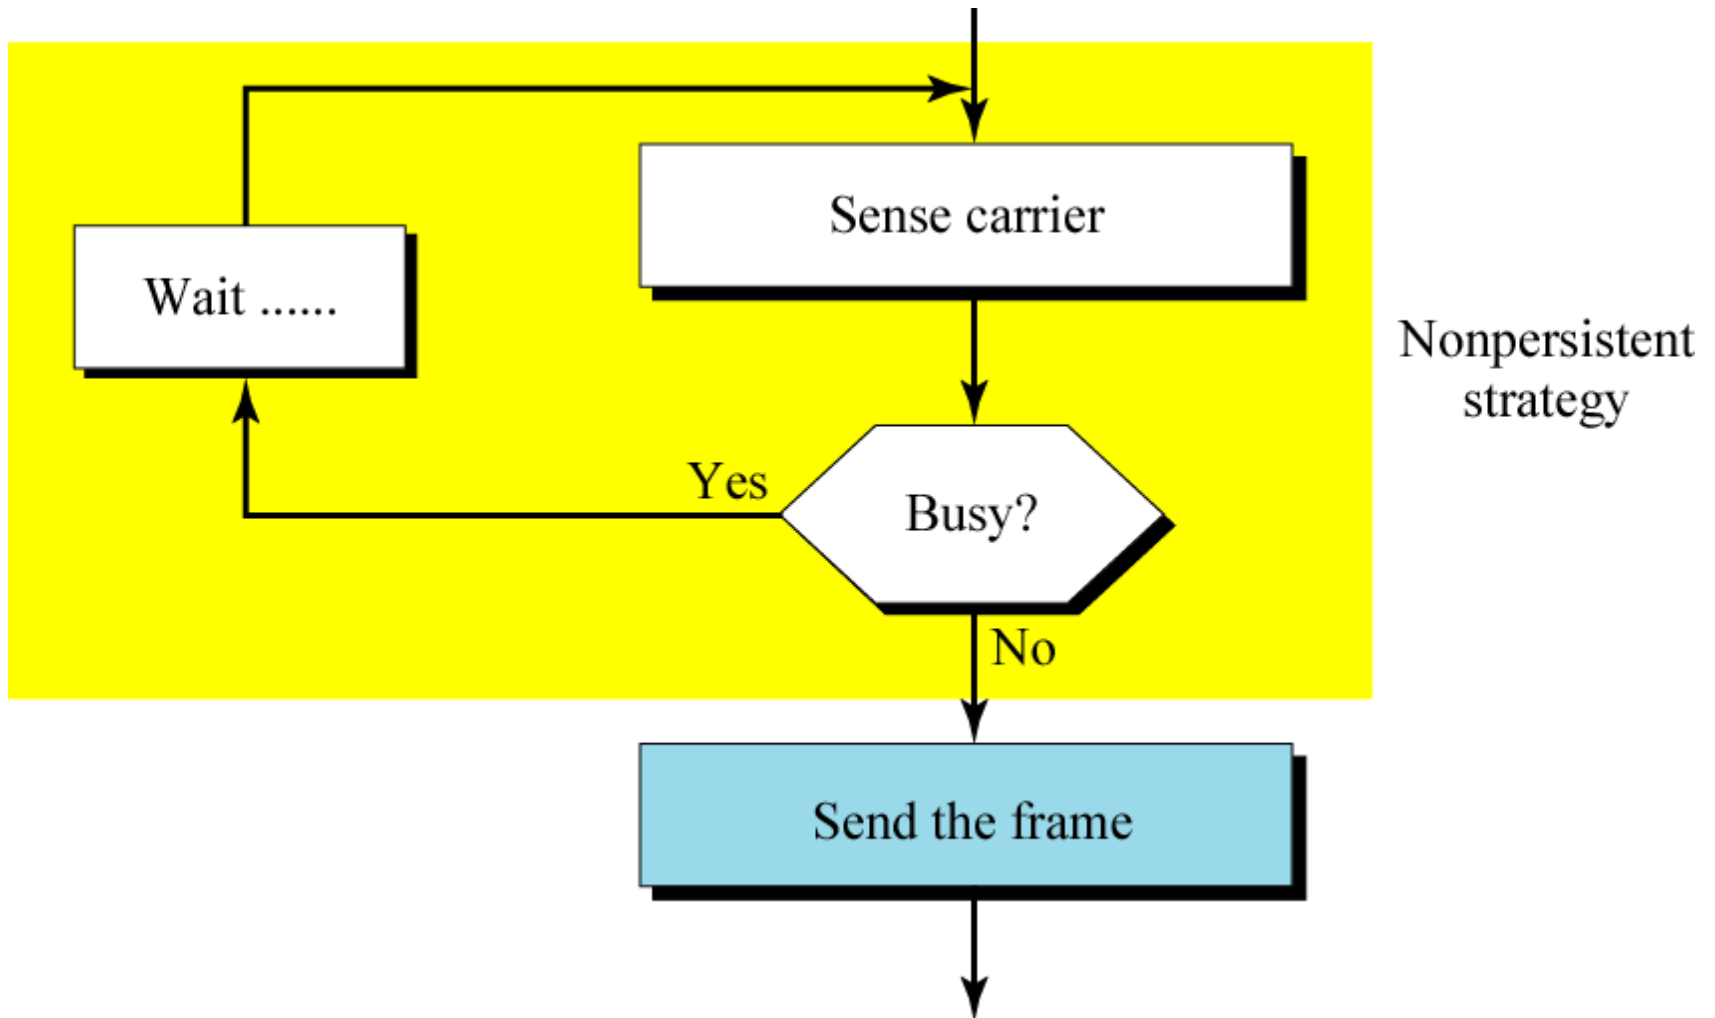 Sense carrier
Wait ......
Nonpersistent
strategy
Yes
Busy?
No
Send the frame